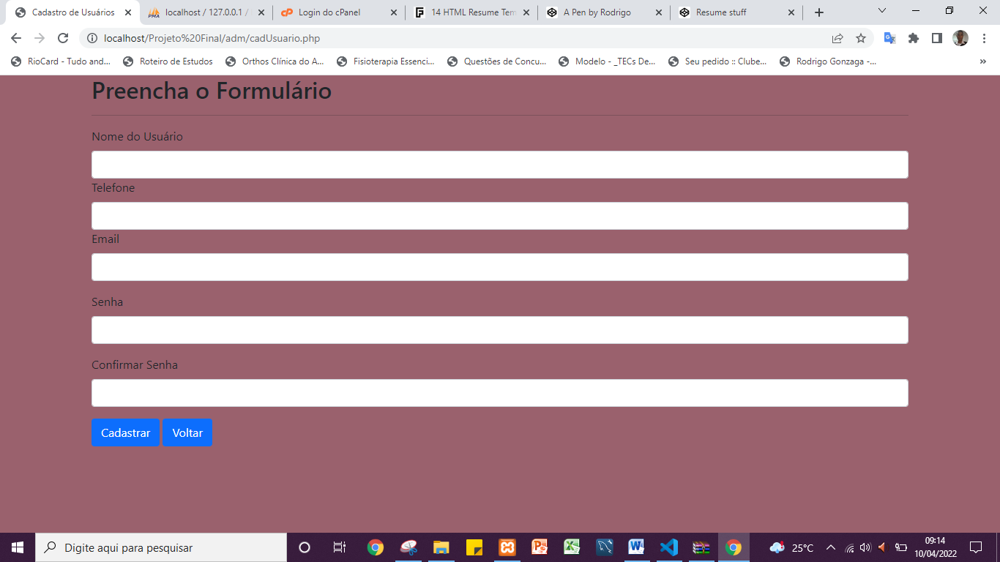 Cadastro de Usuários
localhost / 127.0.0.1 /
Login do cPanel
14 HTML Resume Tem
A Pen by Rodrigo
Resume stuff
localhost/Projeto%20Final/adm/cadUsuario.php
RioCard - Tudo and...
Roteiro de Estudos
Orthos Clínica do A...
Fisioterapia Essenci...
Questões de Concu...
Modelo - _TECs De...
Seu pedido :: Clube...
Rodrigo Gonzaga -...
»
Preencha o Formulário
Nome do Usuário
Telefone
Email
Senha
Confirmar Senha
Cadastrar
Voltar
Digite aqui para pesquisar
25°C
09:14
10/04/2022